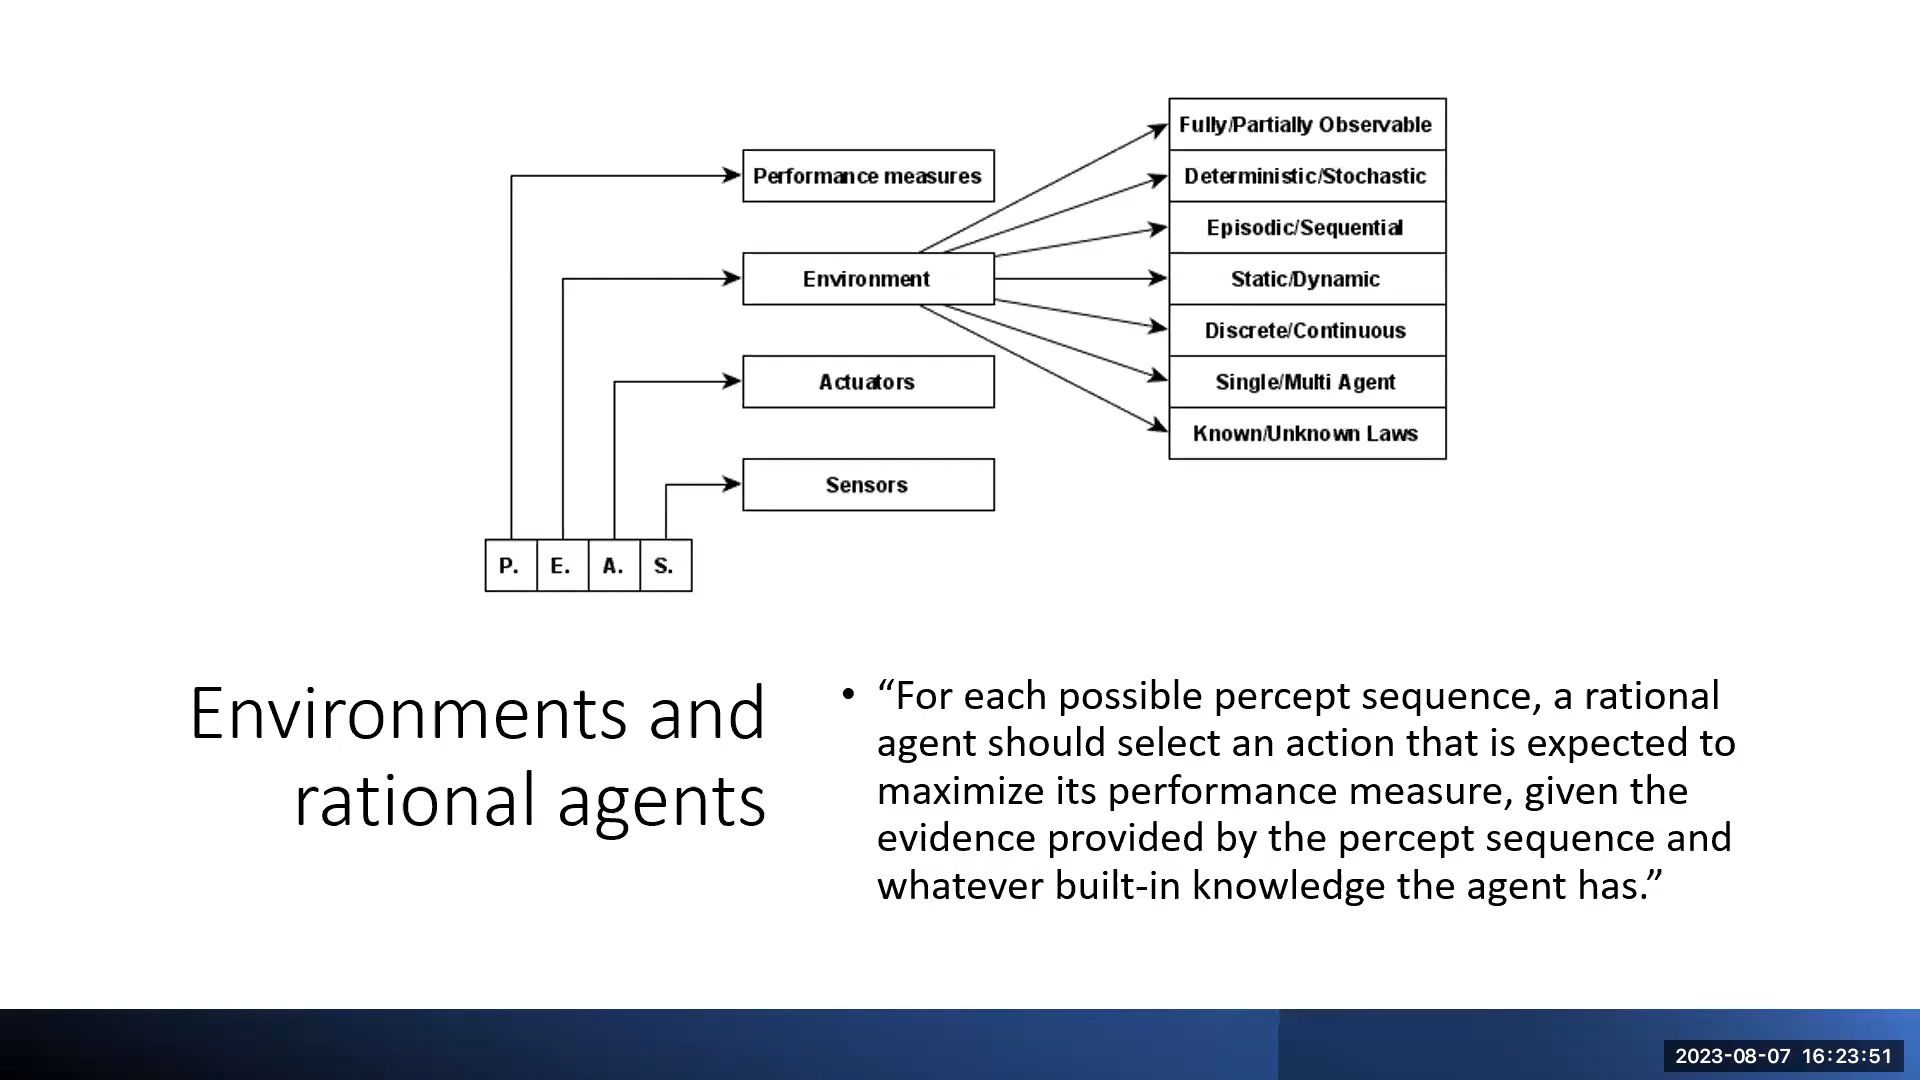 Fully/Partially Observable
Performance measures
Deterministic/Stochastic
Episodic/Sequential
Environment
Static/Dynamic
Discrete/Continuous
Actuators
Single/Multi Agent
Known/Unknown Laws
Sensors
P. E. A. S.
Environments and
rational agents
• “For each possible percept sequence, a rational
agent should select an action that is expected to
maximize its performance measure, given the
evidence provided by the percept sequence and
whatever built-in knowledge the agent has.”
2023-08-07 16:23:51